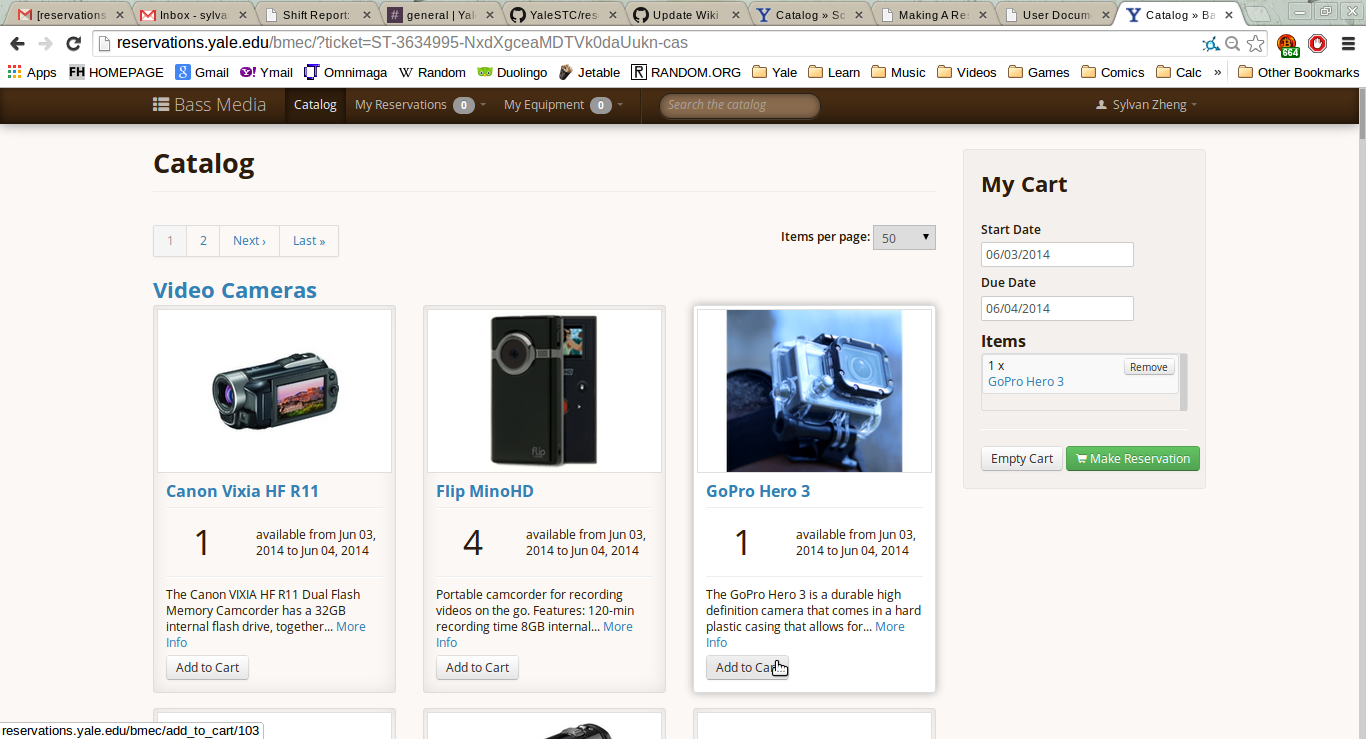 [reservations
Inbox - sylva
Shift Report:
general | Yal
YaleSTC/res
Update Wiki
Catalog » Sc
Making A Res
User Docum
Catalog » Ba
reservations.yale.edu/bmec/?ticket=ST-3634995-NxdXgceaMDTVk0daUukn-cas
664
Apps
FH HOMEPAGE
Gmail
Y! Ymail
Omnimaga
W Random
Duolingo
Jetable
R RANDOM.ORG
Yale
Learn
Music
Videos
Games
Comics
Calc
»
Other Bookmarks
Bass Media
Catalog
My Reservations 0
My Equipment 0
Search the catalog
Sylvan Zheng
Catalog
1 2 Next › Last »
Items per page: 50
Video Cameras
flip
Canon Vixia HF R11
1
available from Jun 03,
2014 to Jun 04, 2014
The Canon VIXIA HF R11 Dual Flash
Memory Camcorder has a 32GB
internal flash drive, together... More
Info
Add to Cart
Flip MinoHD
4
available from Jun 03,
2014 to Jun 04, 2014
Portable camcorder for recording
videos on the go. Features: 120-min
recording time 8GB internal... More
Info
Add to Cart
GoPro Hero 3
1
available from Jun 03,
2014 to Jun 04, 2014
The GoPro Hero 3 is a durable high
definition camera that comes in a hard
plastic casing that allows for... More
Info
Add to Cart
My Cart
Start Date
06/03/2014
Due Date
06/04/2014
Items
1 x
Remove
GoPro Hero 3
Empty Cart
Make Reservation
reservations.yale.edu/bmec/add_to_cart/103